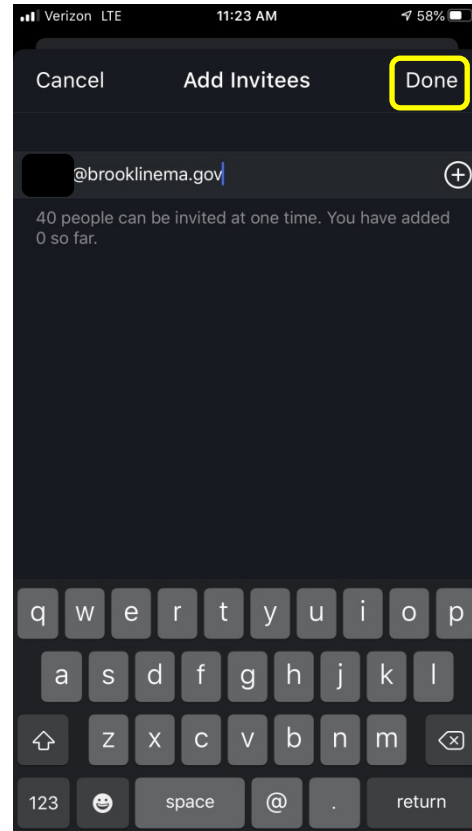 Verizon LTE 11:23 AM 58%
Cancel Add Invitees Done
@brooklinema.gov
40 people can be invited at one time. You have added
0 so far.
q w e r t y u i o p
a s d f g h j k l
z x c v b n m
123 space @ . return